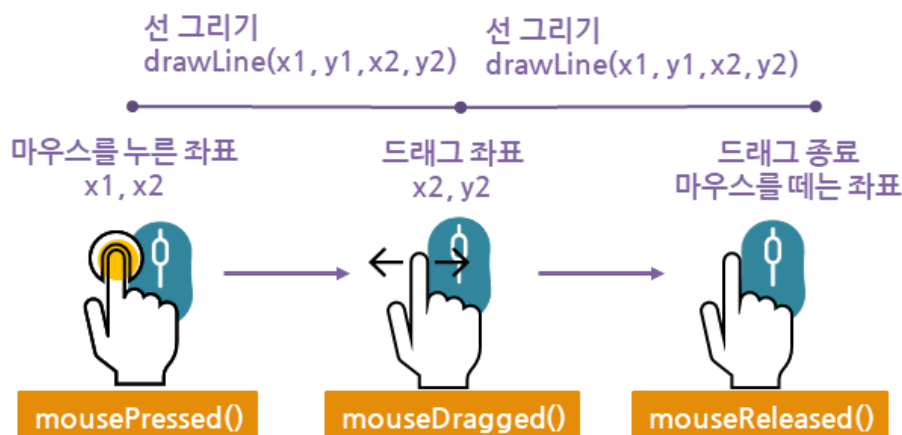 선 그리기
drawLine(x1, y1, x2, y2)
선 그리기
drawLine(x1, y1, x2, y2)
마우스를 누른 좌표
x1, x2
드래그 좌표
x2, y2
드래그 종료
마우스를 떼는 좌표
mousePressed()
mouseDragged()
mouseReleased()